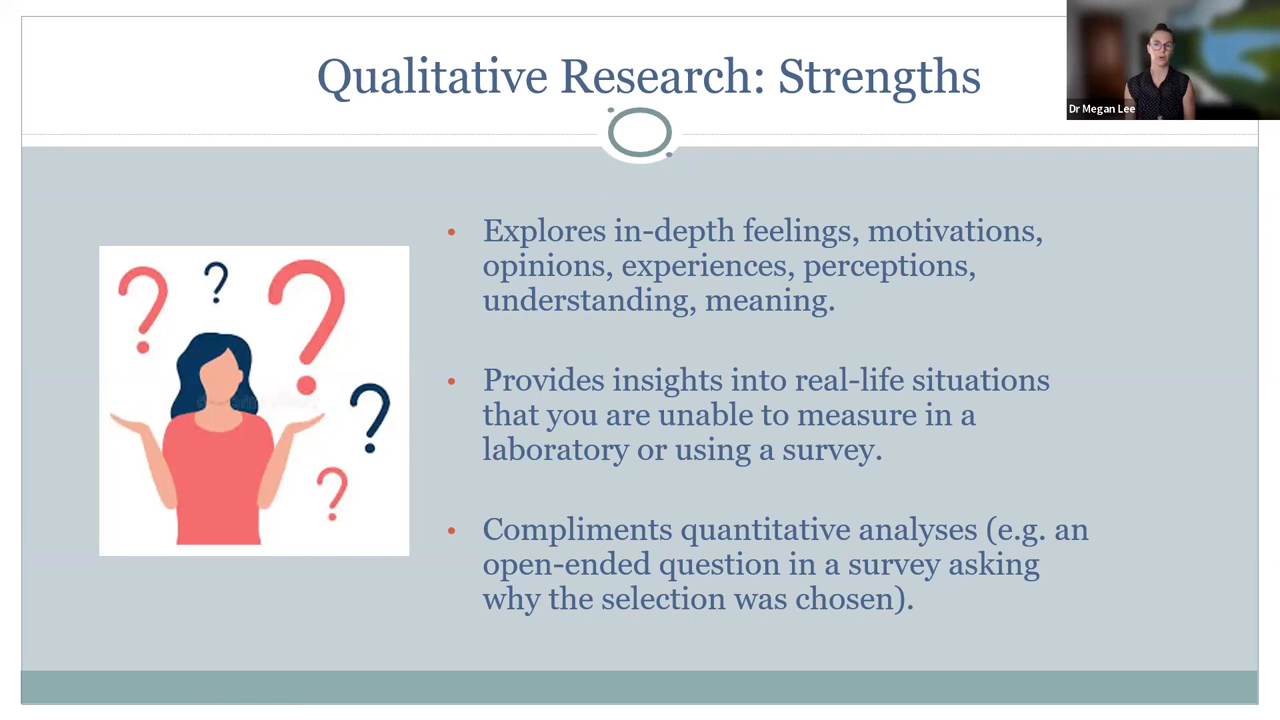 Qualitative Research: Strengths
Dr Megan Lee
• Explores in-depth feelings, motivations,
opinions, experiences, perceptions,
understanding, meaning.
• Provides insights into real-life situations
that you are unable to measure in a
laboratory or using a survey.
• Compliments quantitative analyses (e.g. an
open-ended question in a survey asking
why the selection was chosen).
? ? ?
?
?